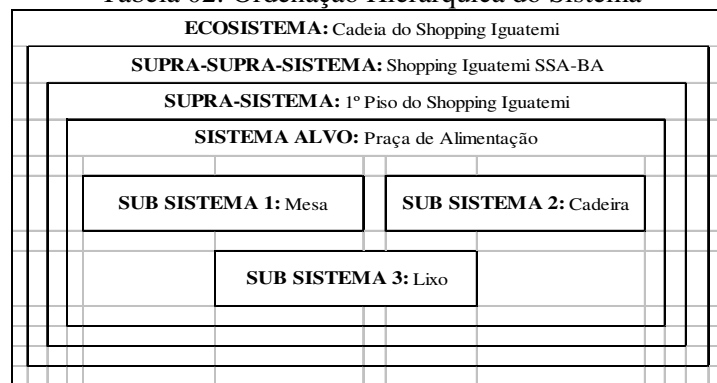 Tabela 02: Ordenação Hierárquica do Sistema
ECOSISTEMA: Cadeia do Shopping Iguatemi
SUPRA-SUPRA-SISTEMA: Shopping Iguatemi SSA-BA
SUPRA-SISTEMA: 1º Piso do Shopping Iguatemi
SISTEMA ALVO: Praça de Alimentação
SUB SISTEMA 1: Mesa
SUB SISTEMA 2: Cadeira
SUB SISTEMA 3: Lixo